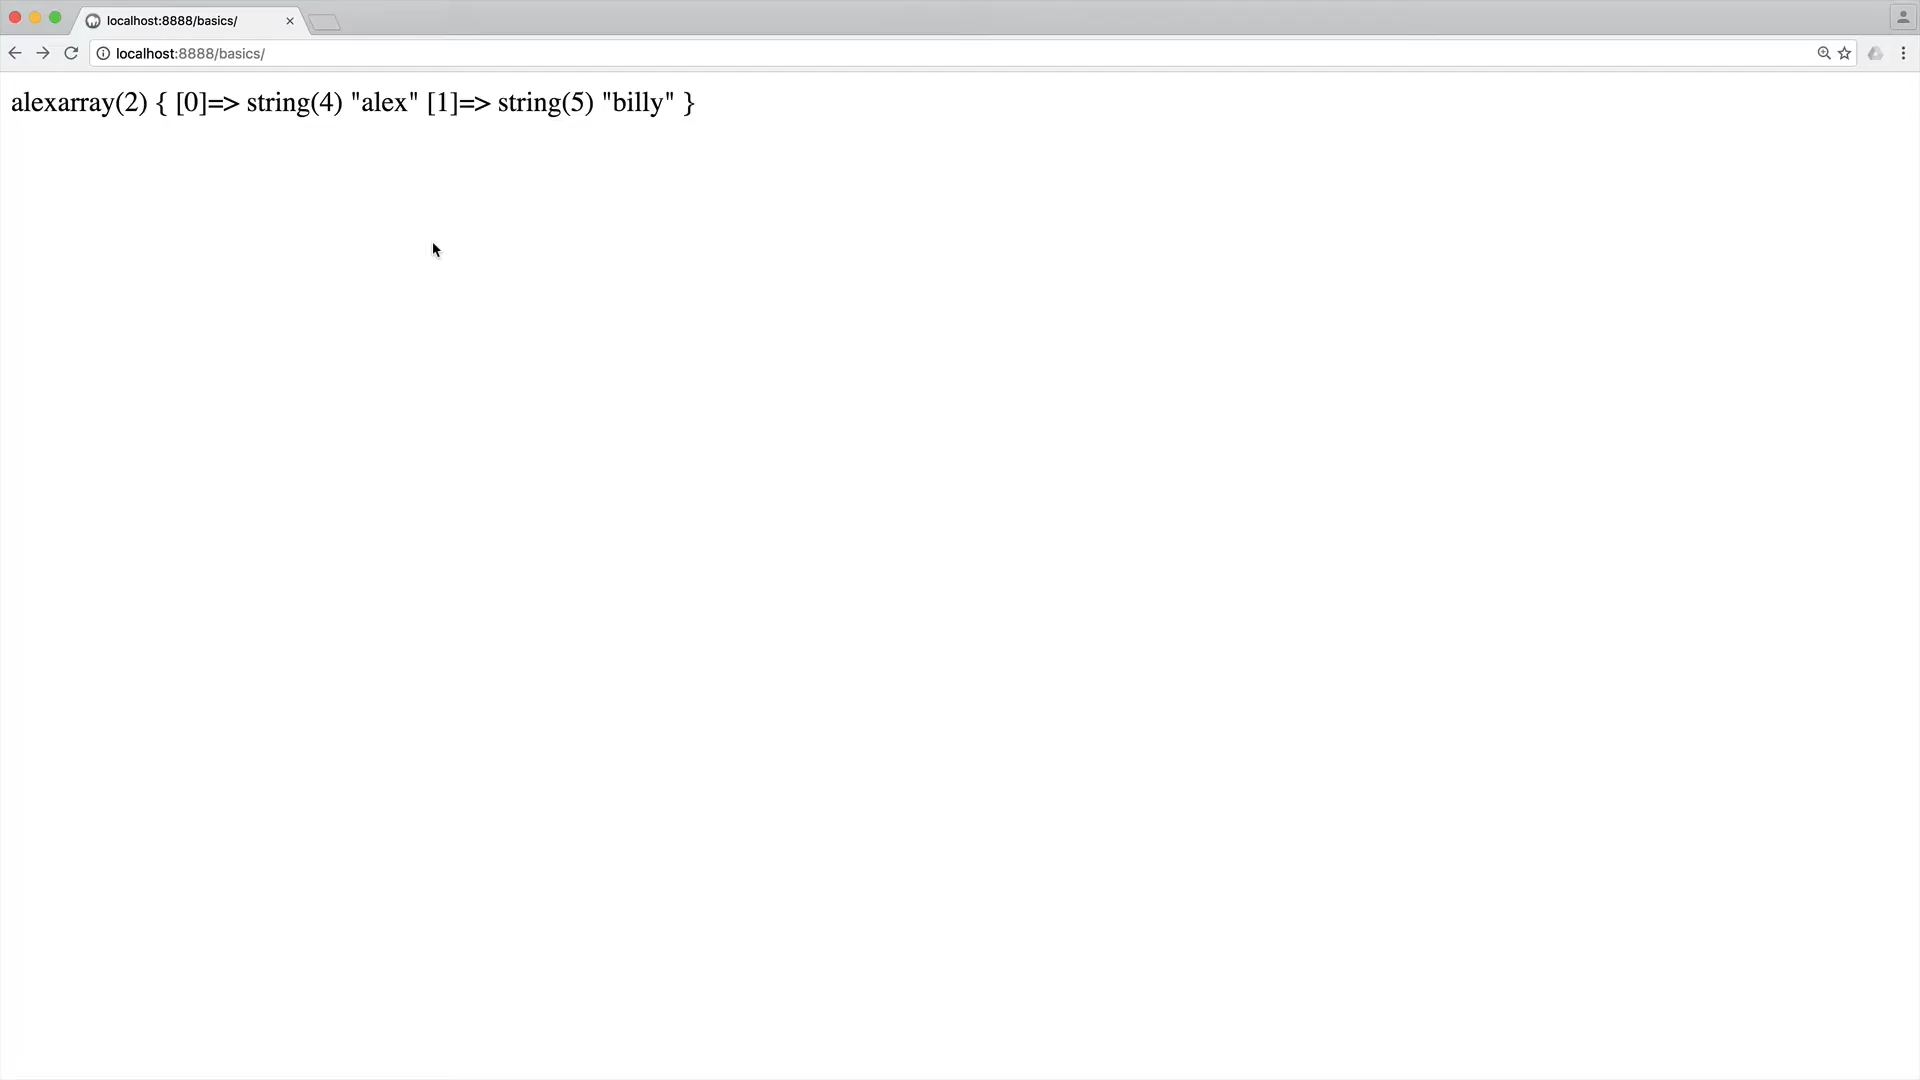 localhost:8888/basics/
localhost:8888/basics/
alexarray(2) { [0]=> string(4) "alex" [1]=> string(5) "billy" }